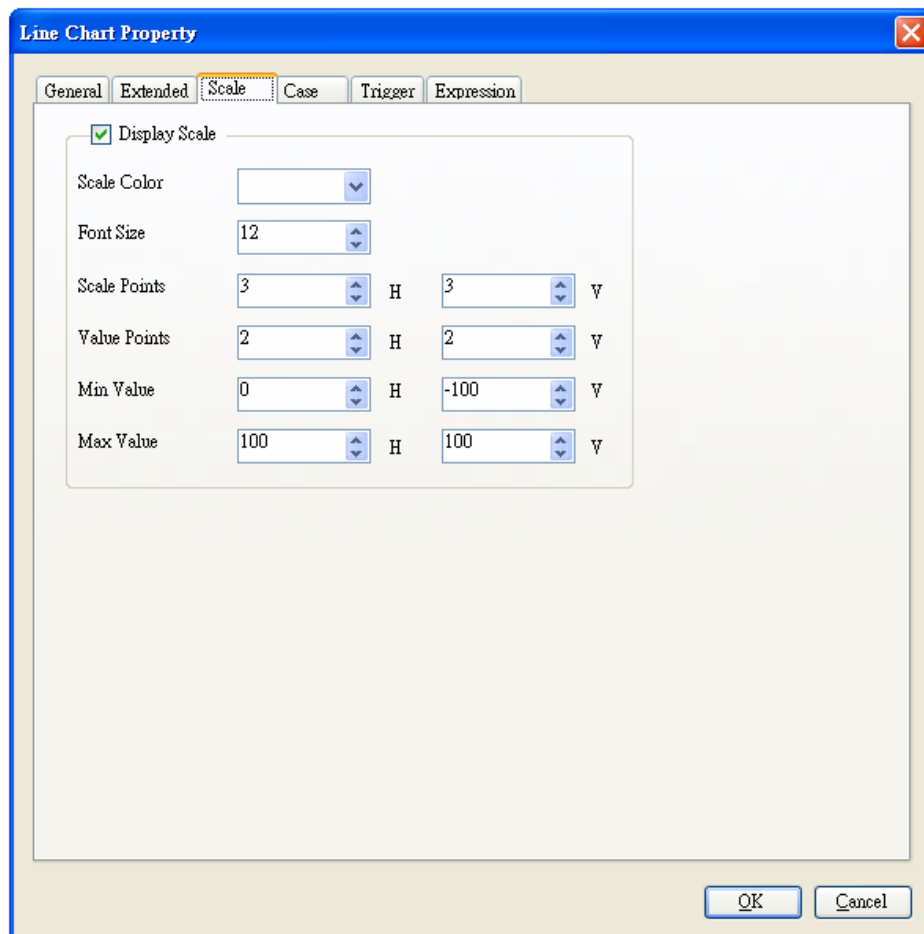 Line Chart Property
General Extended Scale Case Trigger Expression
Display Scale
Scale Color
Font Size 12
Scale Points 3 H 3 V
Value Points 2 H 2 V
Min Value 0 H -100 V
Max Value 100 H 100 V
OK Cancel